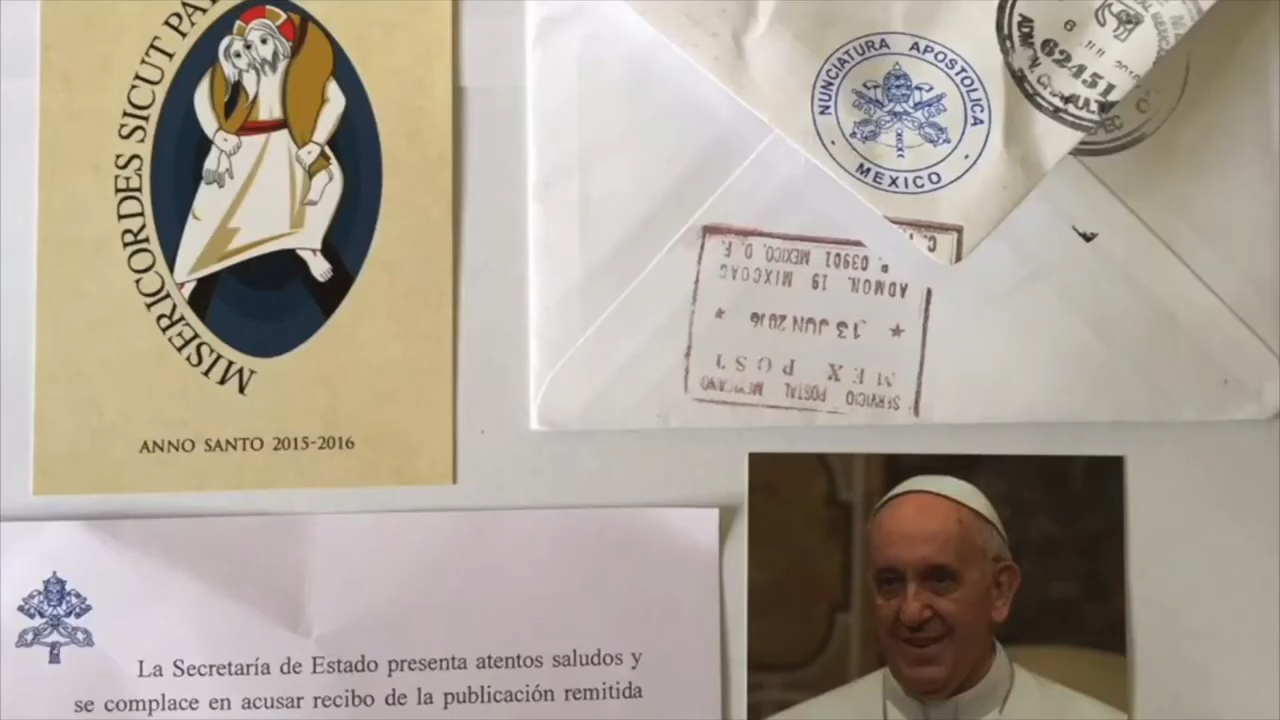 MISERICORDES SICUT PA
ANNO SANTO 2015-2016
NUNCIATURA APOSTOLICA
MEXICO
62451
SERVICIO POSTAL MEXICANO
MEXPOST
★ 13 JUN 2016 ★
ADMON. 19 MIXCOAC
P. 03901 MEXICO, D. F.
La Secretaría de Estado presenta atentos saludos y
se complace en acusar recibo de la publicación remitida